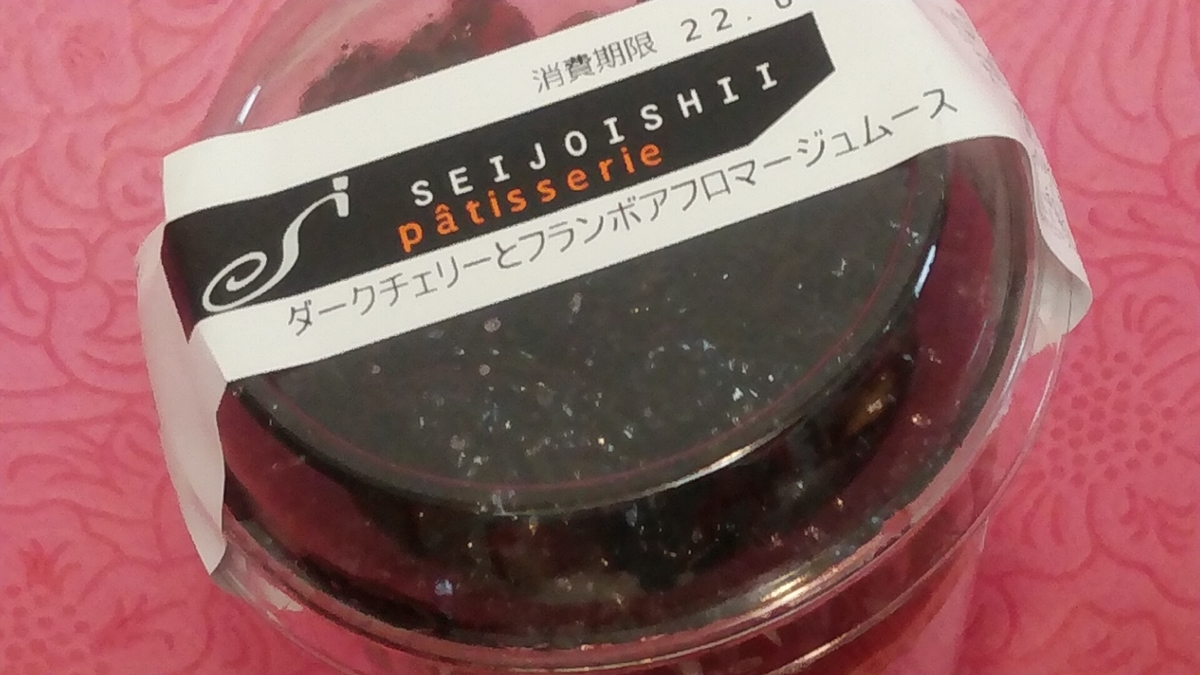 消費期限 22.
SEIJOISHII
pâtisserie
ダークチェリーとフランボアフロマージュムース